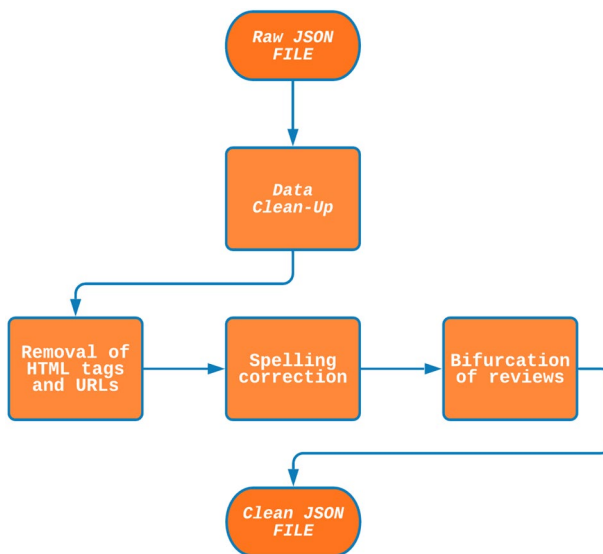 Raw JSON
FILE
Data
Clean-Up
Removal of
HTML tags
and URLs
Spelling
correction
Bifurcation
of reviews
Clean JSON
FILE